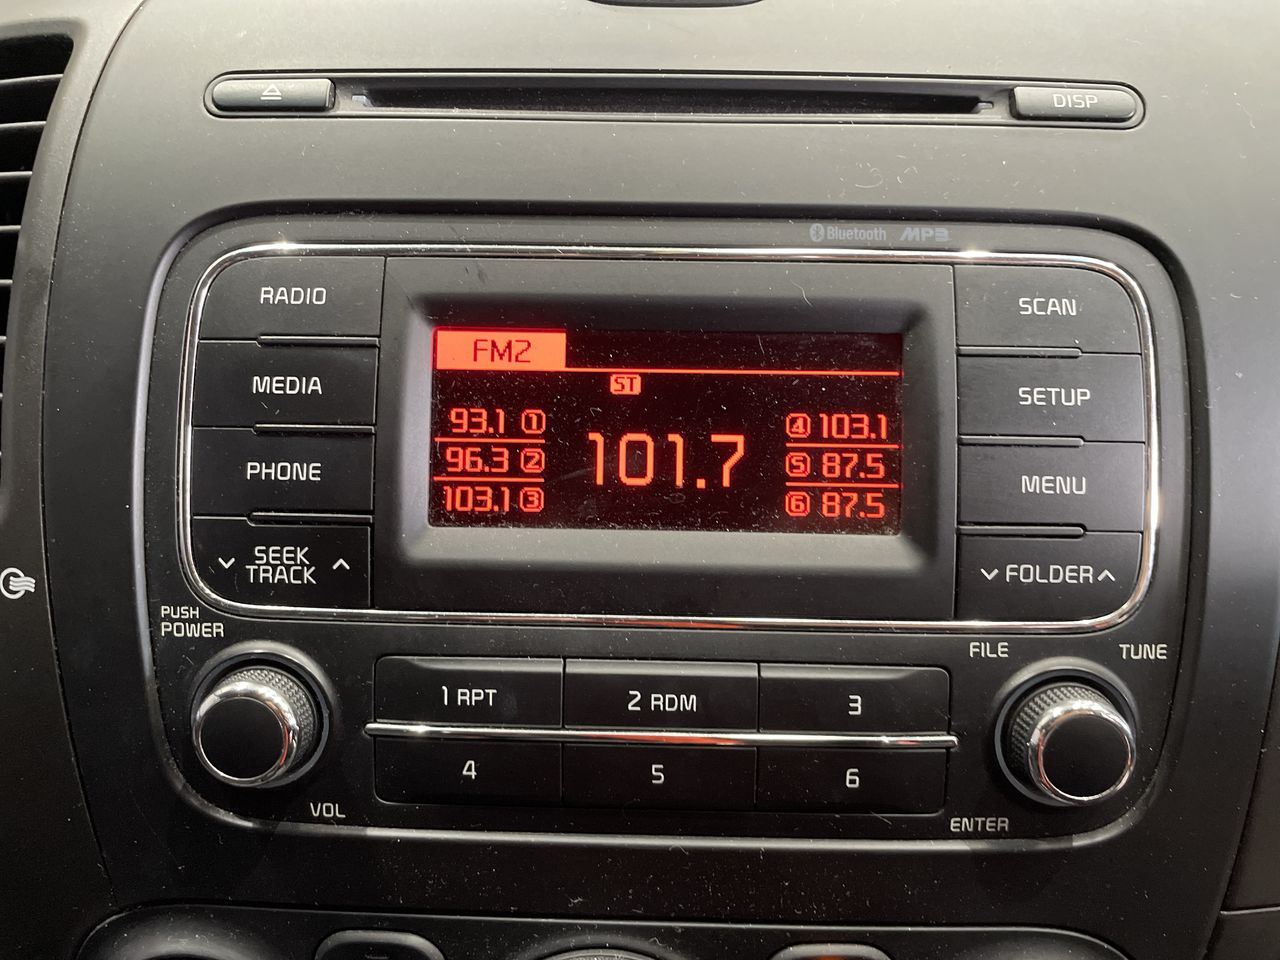 DISP
Bluetooth MP3
RADIO
MEDIA
PHONE
SEEK
TRACK
FM2
ST
93.1 1
96.3 2
103.1 3
101.7
4 103.1
5 87.5
6 87.5
SCAN
SETUP
MENU
FOLDER
PUSH
POWER
VOL
1 RPT
2 RDM
3
4
5
6
FILE
TUNE
ENTER